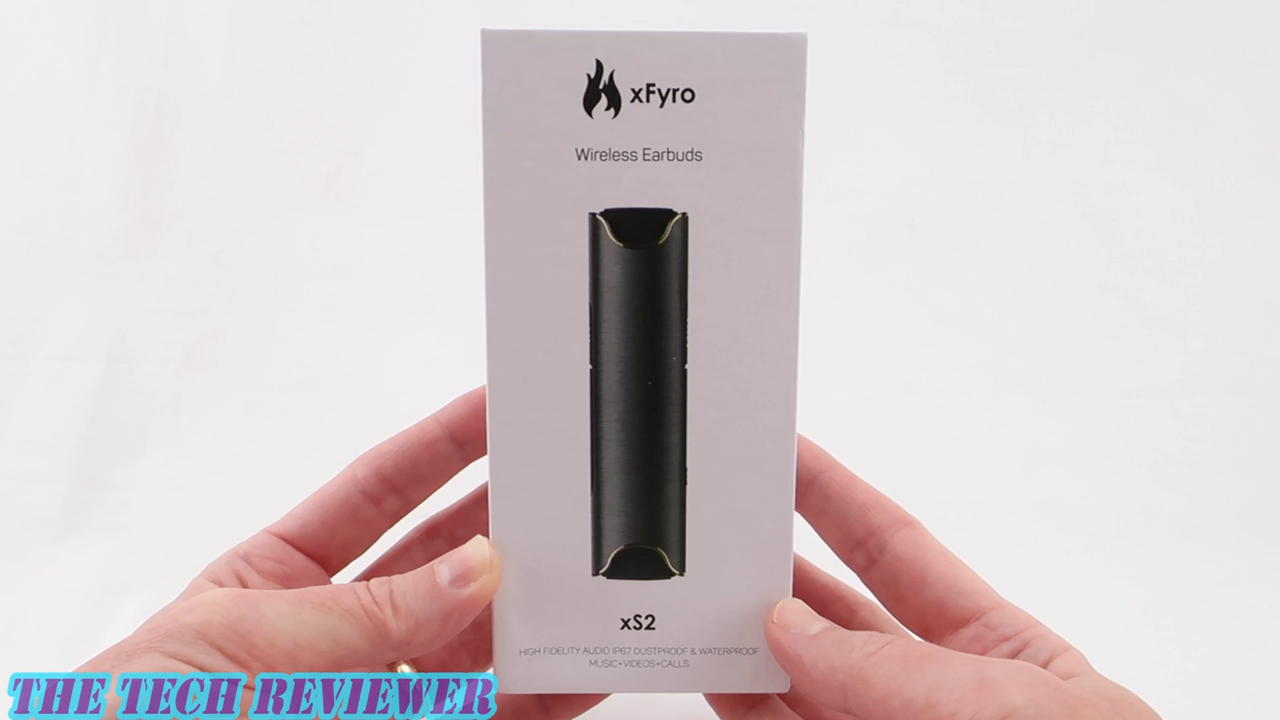 xFyro
Wireless Earbuds
xS2
HIGH FIDELITY AUDIO IP67 DUSTPROOF & WATERPROOF
MUSIC•VIDEOS•CALLS
THE TECH REVIEWER